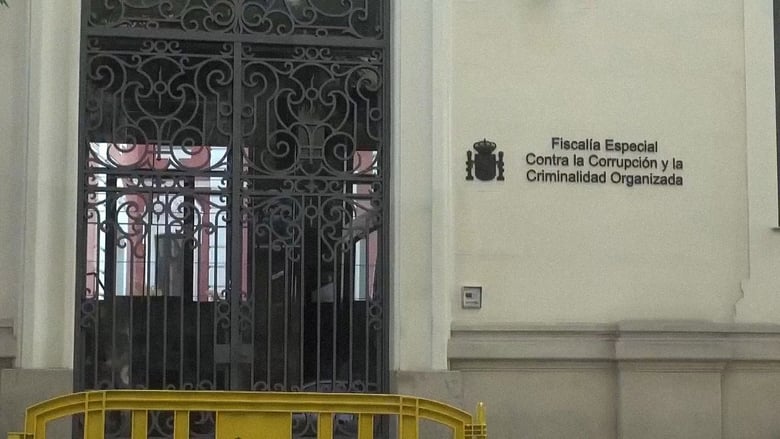 Fiscalía Especial
Contra la Corrupción y la
Criminalidad Organizada